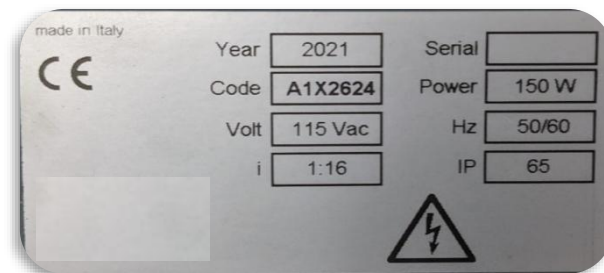 made in Italy
CE
Year 2021 Serial
Code A1X2624 Power 150 W
Volt 115 Vac Hz 50/60
i 1:16 IP 65